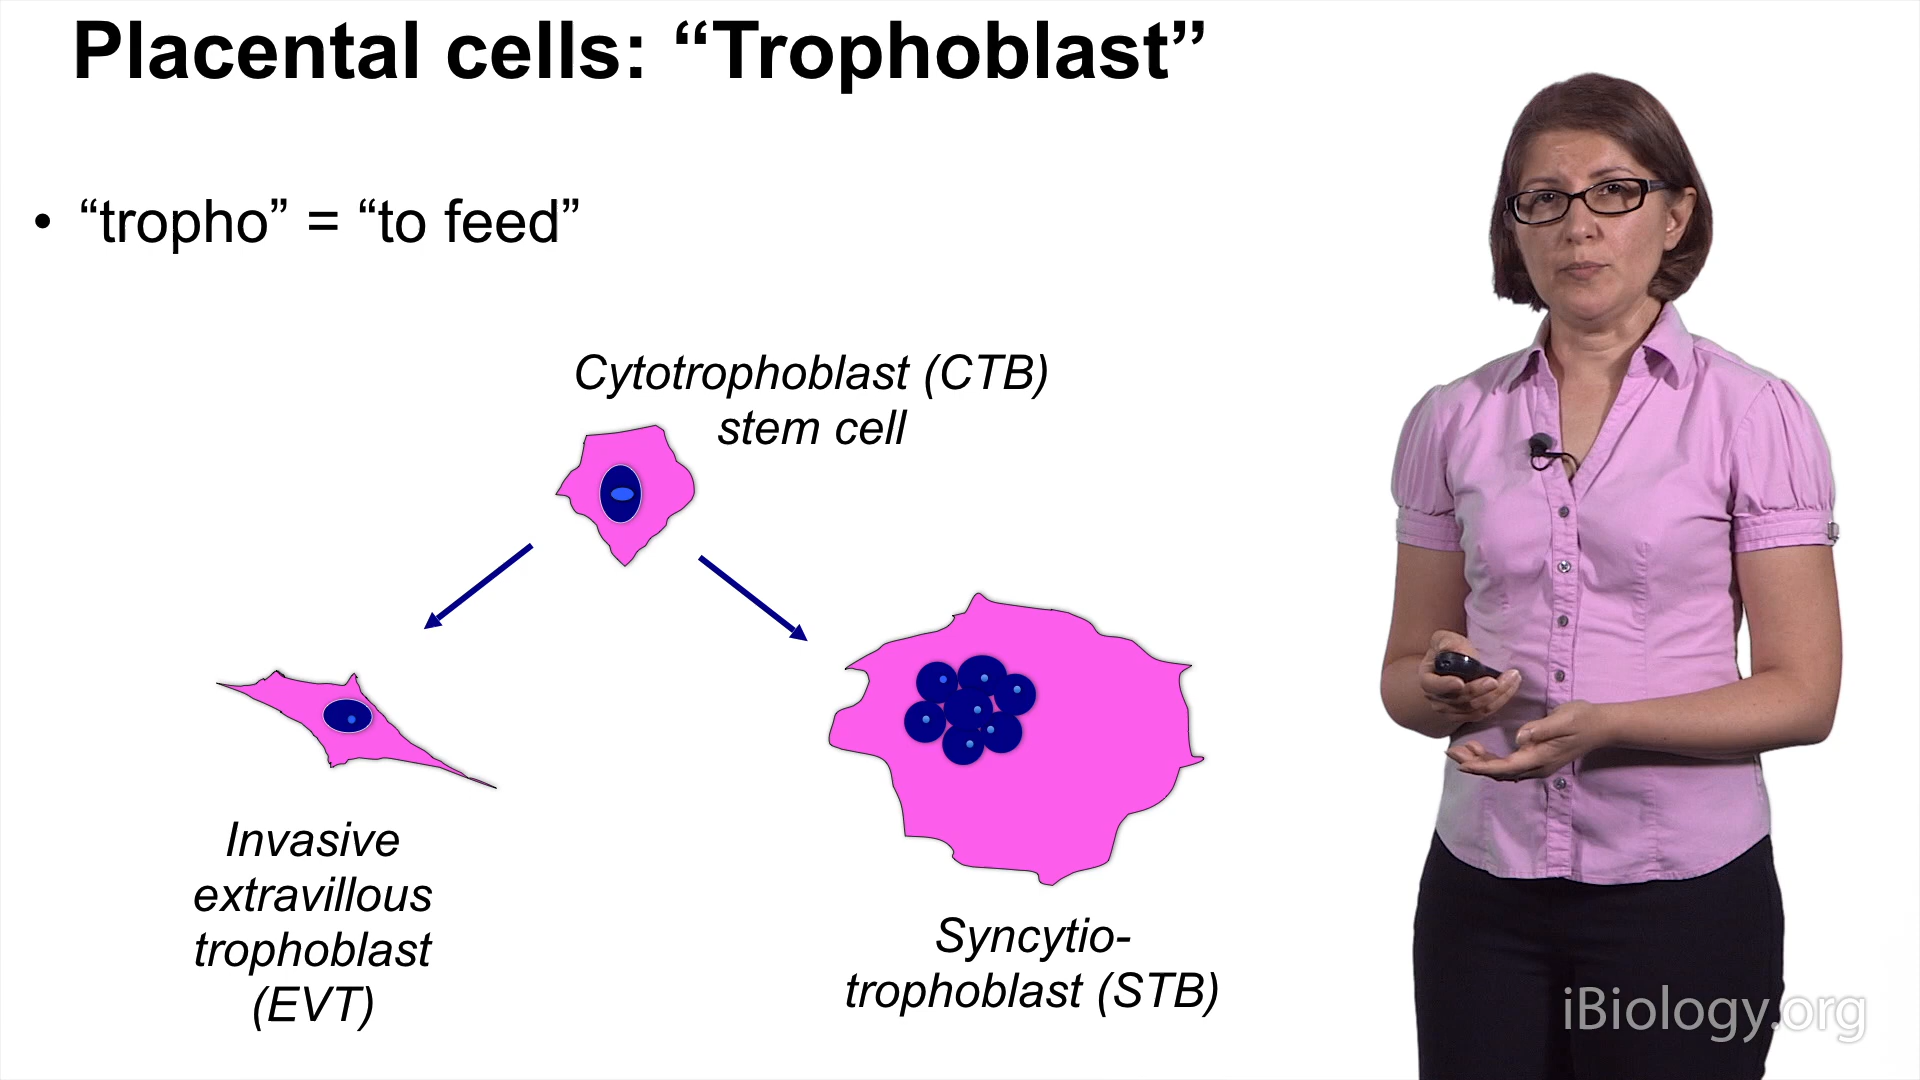 Placental cells: “Trophoblast”
• “tropho” = “to feed”
Cytotrophoblast (CTB)
stem cell
Invasive
extravillous
trophoblast
(EVT)
Syncytio-
trophoblast (STB)
iBiology.org